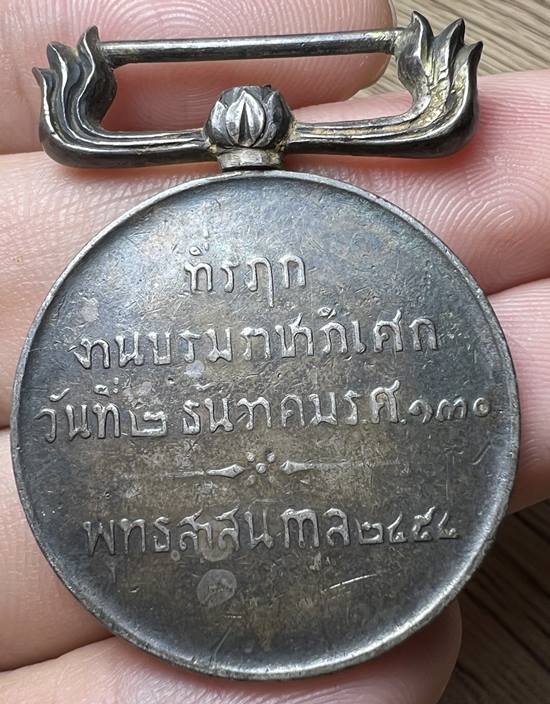 ที่รฦก
งานบรมราชาภิเศก
วันที่๒ ธันวาคมร.ศ.๑๓๐
พุทธสาสนกาล๒๔๕๔